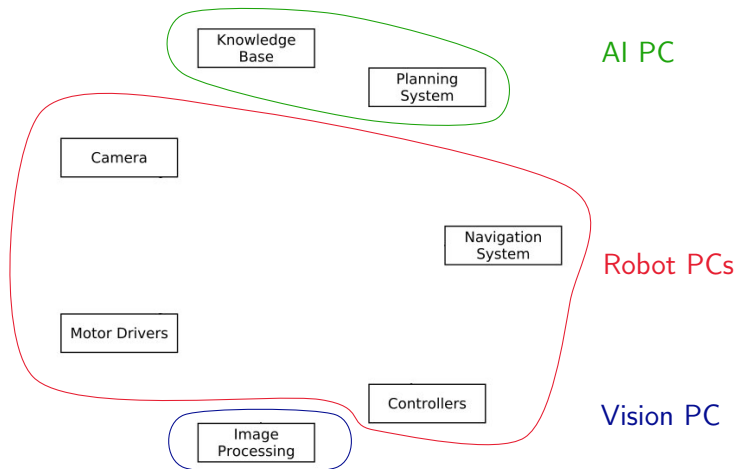 Knowledge
Base
AI PC
Planning
System
Camera
Navigation
System
Robot PCs
Motor Drivers
Controllers
Vision PC
Image
Processing